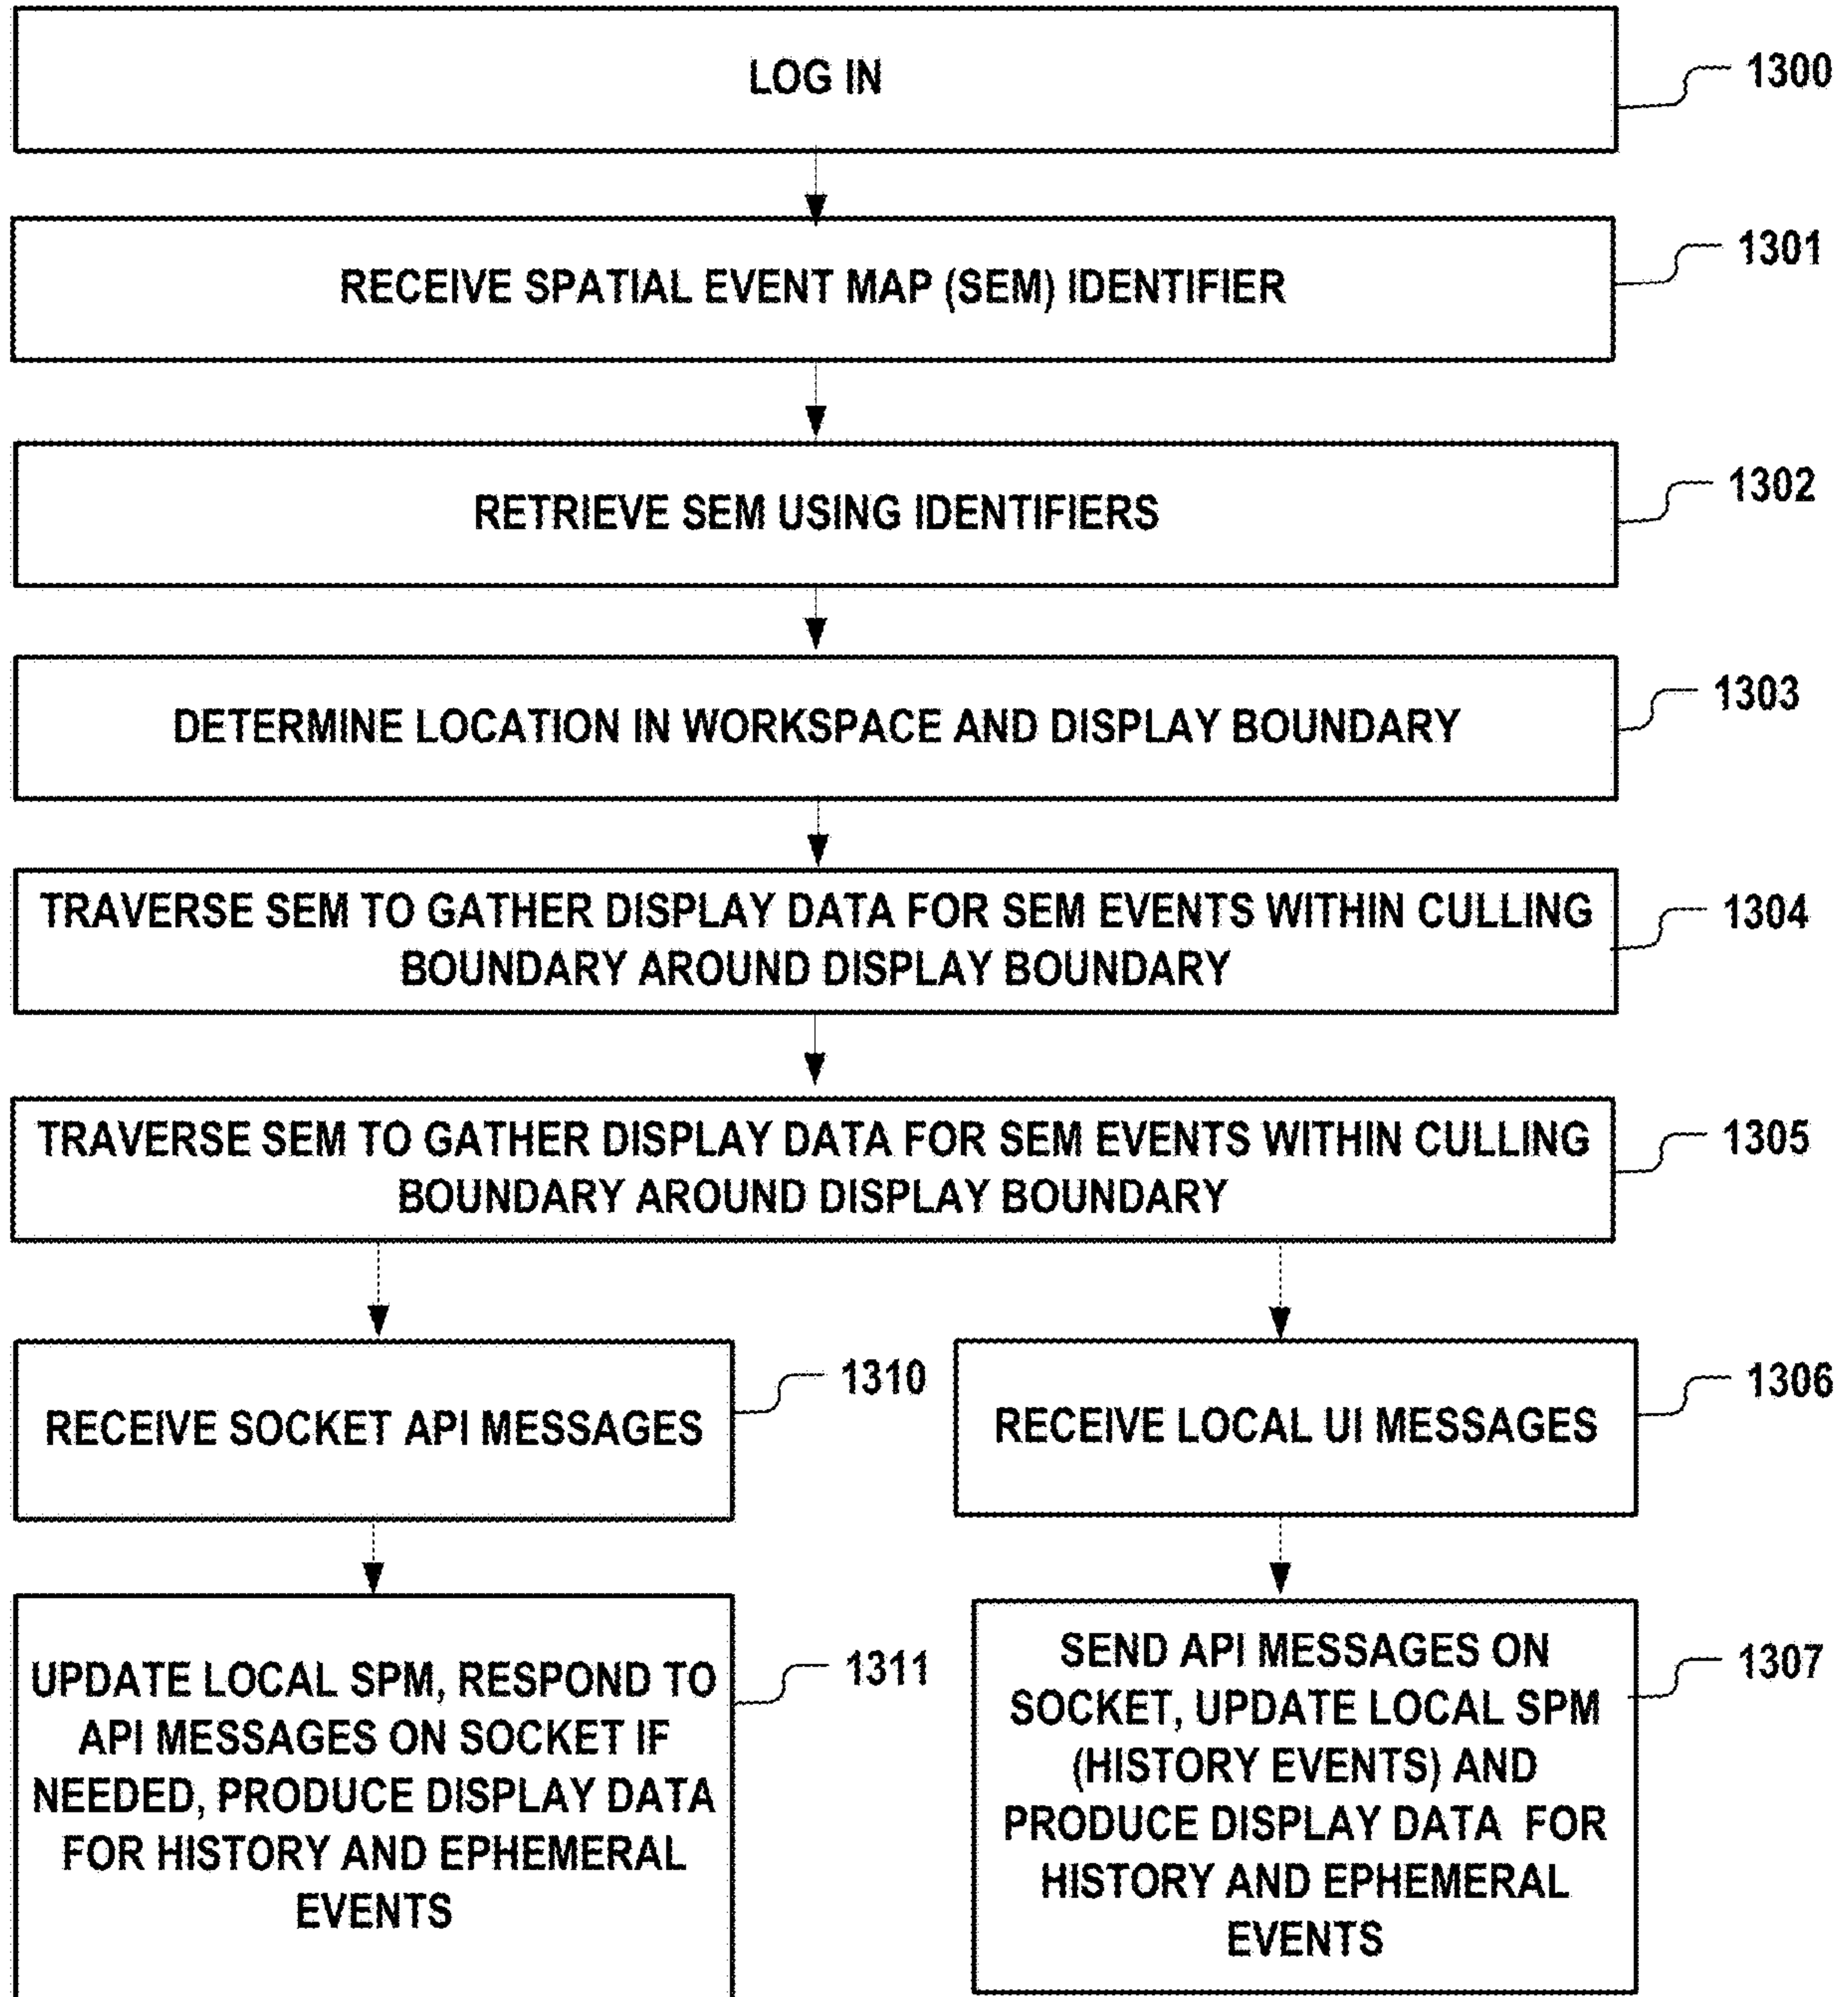 LOG IN
1300
RECEIVE SPATIAL EVENT MAP (SEM) IDENTIFIER
1301
RETRIEVE SEM USING IDENTIFIERS
1302
DETERMINE LOCATION IN WORKSPACE AND DISPLAY BOUNDARY
1303
TRAVERSE SEM TO GATHER DISPLAY DATA FOR SEM EVENTS WITHIN CULLING
BOUNDARY AROUND DISPLAY BOUNDARY
1304
TRAVERSE SEM TO GATHER DISPLAY DATA FOR SEM EVENTS WITHIN CULLING
BOUNDARY AROUND DISPLAY BOUNDARY
1305
RECEIVE SOCKET API MESSAGES
1310
RECEIVE LOCAL UI MESSAGES
1306
UPDATE LOCAL SPM, RESPOND TO
API MESSAGES ON SOCKET IF
NEEDED, PRODUCE DISPLAY DATA
FOR HISTORY AND EPHEMERAL
EVENTS
1311
SEND API MESSAGES ON
SOCKET, UPDATE LOCAL SPM
(HISTORY EVENTS) AND
PRODUCE DISPLAY DATA FOR
HISTORY AND EPHEMERAL
EVENTS
1307